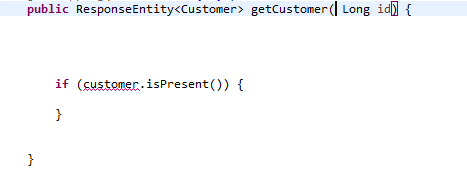 public ResponseEntity<Customer> getCustomer( Long id) {
if (customer.isPresent()) {
}
}